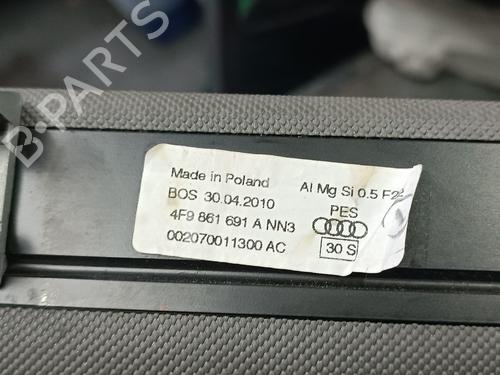 B-PARTS
Made in Poland Al Mg Si 0.5 F22
BOS 30.04.2010 PES
4F9 861 691 A NN3
002070011300 AC 30 S